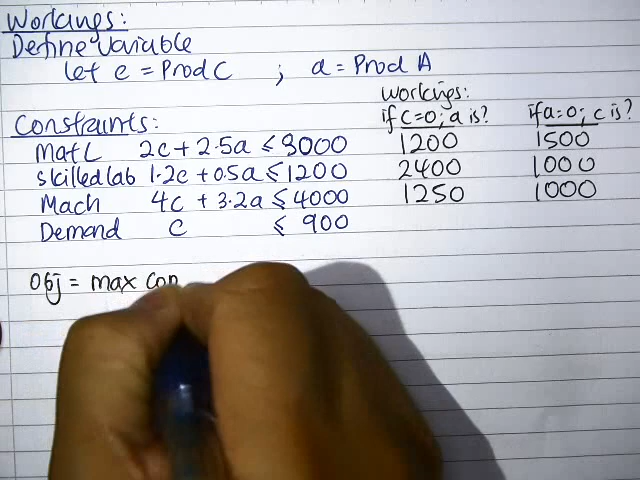 Workings:
Define Variable
let c = Prod C ; a = Prod A
Workings:
Constraints: if c=0; a is? if a=0; c is?
Mat L 2c + 2.5a ≤ 3000 1200 1500
Skilled lab 1.2c + 0.5a ≤ 1200 2400 1000
Mach 4c + 3.2a ≤ 4000 1250 1000
Demand c ≤ 900
Obj = max con